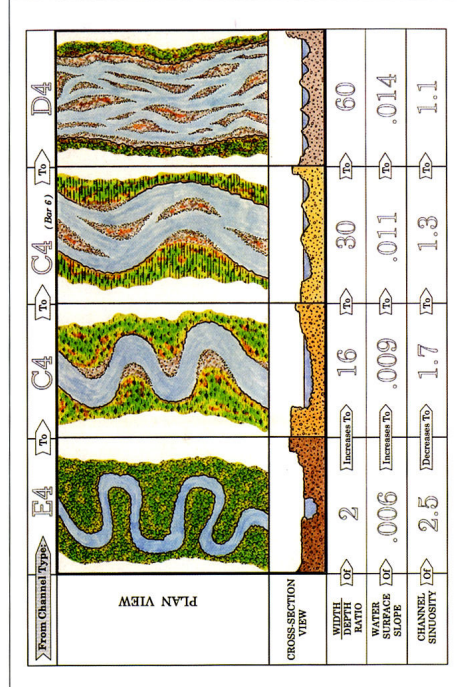 From Channel Type: E4 To C4 To C4 (Bar 6) To D4
PLAN VIEW
CROSS-SECTION
VIEW
WIDTH
DEPTH
RATIO
Of 2 Increases To 16 To 30 To 60
WATER
SURFACE
SLOPE
Of .006 Increases To .009 To .011 To .014
CHANNEL
SINUOSITY
Of 2.5 Decreases To 1.7 To 1.3 To 1.1